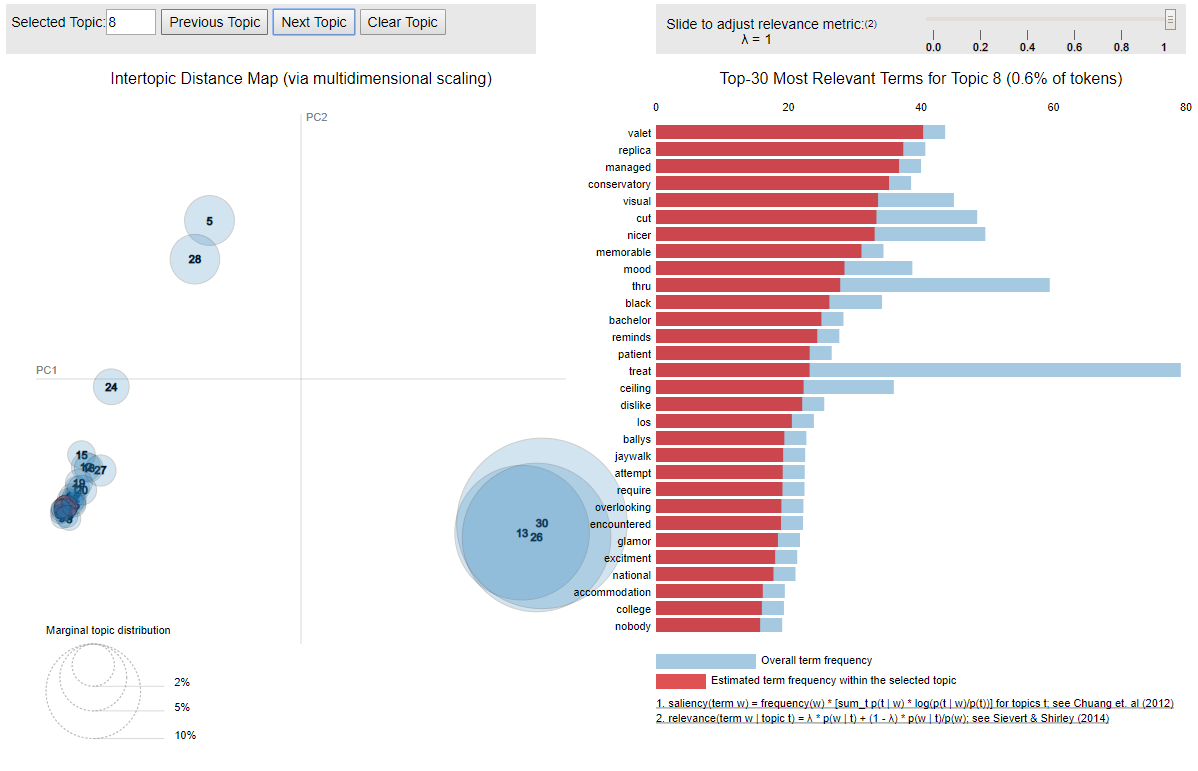 Selected Topic: 8 Previous Topic Next Topic Clear Topic
Slide to adjust relevance metric:(2)
λ = 1
0.0 0.2 0.4 0.6 0.8 1
Intertopic Distance Map (via multidimensional scaling)
PC2
PC1
5
28
24
15
27
20
30
13
26
Marginal topic distribution
2%
5%
10%
Top-30 Most Relevant Terms for Topic 8 (0.6% of tokens)
0 20 40 60 80
valet
replica
managed
conservatory
visual
cut
nicer
memorable
mood
thru
black
bachelor
reminds
patient
treat
ceiling
dislike
los
ballys
jaywalk
attempt
require
overlooking
encountered
glamor
excitment
national
accommodation
college
nobody
Overall term frequency
Estimated term frequency within the selected topic
1. saliency(term w) = frequency(w) * [sum_t p(t | w) * log(p(t | w)/p(t))] for topics t; see Chuang et. al (2012)
2. relevance(term w | topic t) = λ * p(w | t) + (1 - λ) * p(w | t)/p(w); see Sievert & Shirley (2014)